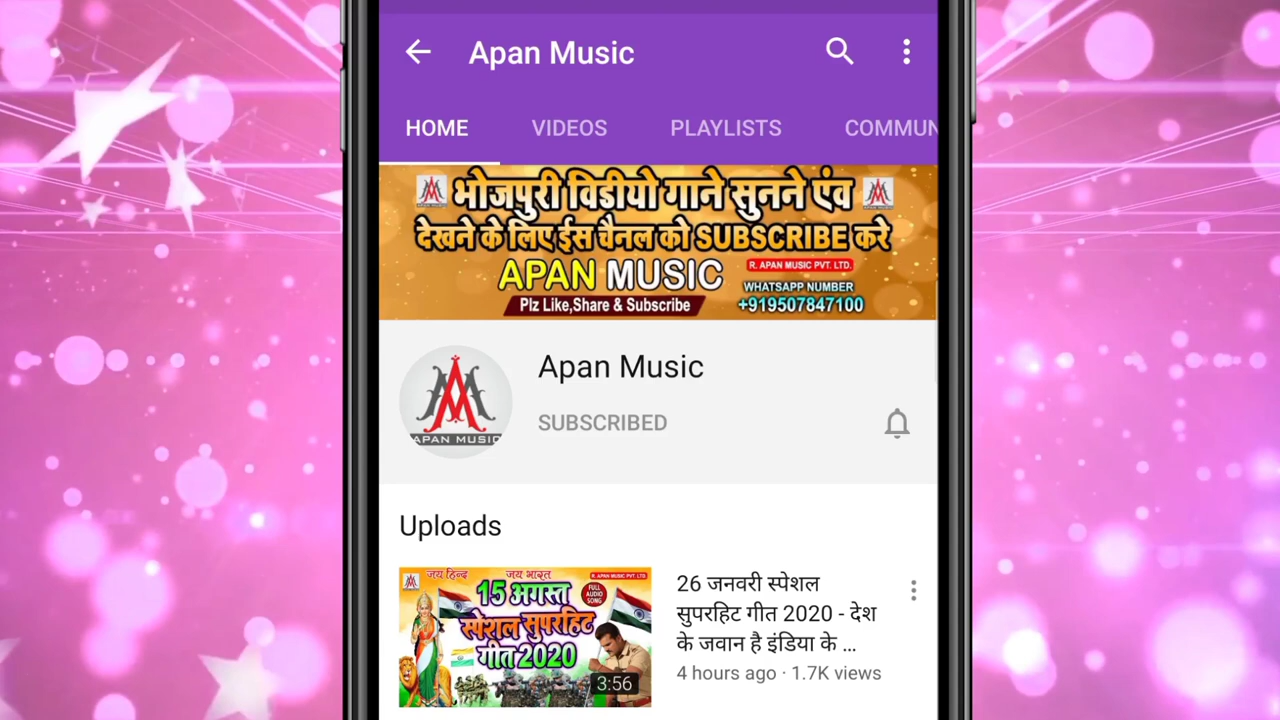 Apan Music
HOME VIDEOS PLAYLISTS COMMUN
भोजपुरी विडीयो गाने सुनने एंव
देखने के लिए ईस चैनल को SUBSCRIBE करे
APAN MUSIC
R. APAN MUSIC PVT. LTD.
WHATSAPP NUMBER
Plz Like,Share & Subscribe
+919507847100
APAN MUSIC
Apan Music
SUBSCRIBED
Uploads
जय हिन्द जय भारत
R. APAN MUSIC PVT. LTD
15 अगस्त
FULL
AUDIO
SONG
स्पेशल सुपरहिट
गीत 2020
3:56
26 जनवरी स्पेशल
सुपरहिट गीत 2020 - देश
के जवान है इंडिया के ...
4 hours ago · 1.7K views